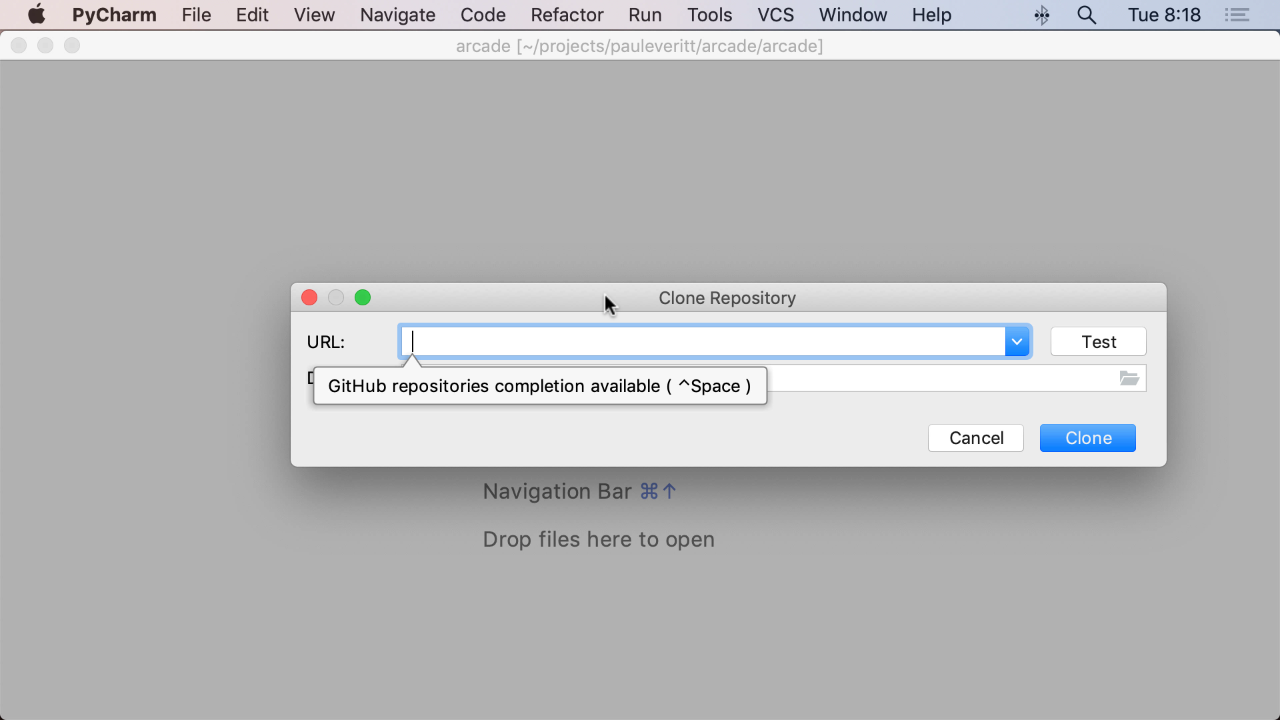 PyCharm File Edit View Navigate Code Refactor Run Tools VCS Window Help Tue 8:18
arcade [~/projects/pauleveritt/arcade/arcade]
Clone Repository
URL: Test
GitHub repositories completion available ( ^Space )
Cancel Clone
Navigation Bar ⌘↑
Drop files here to open